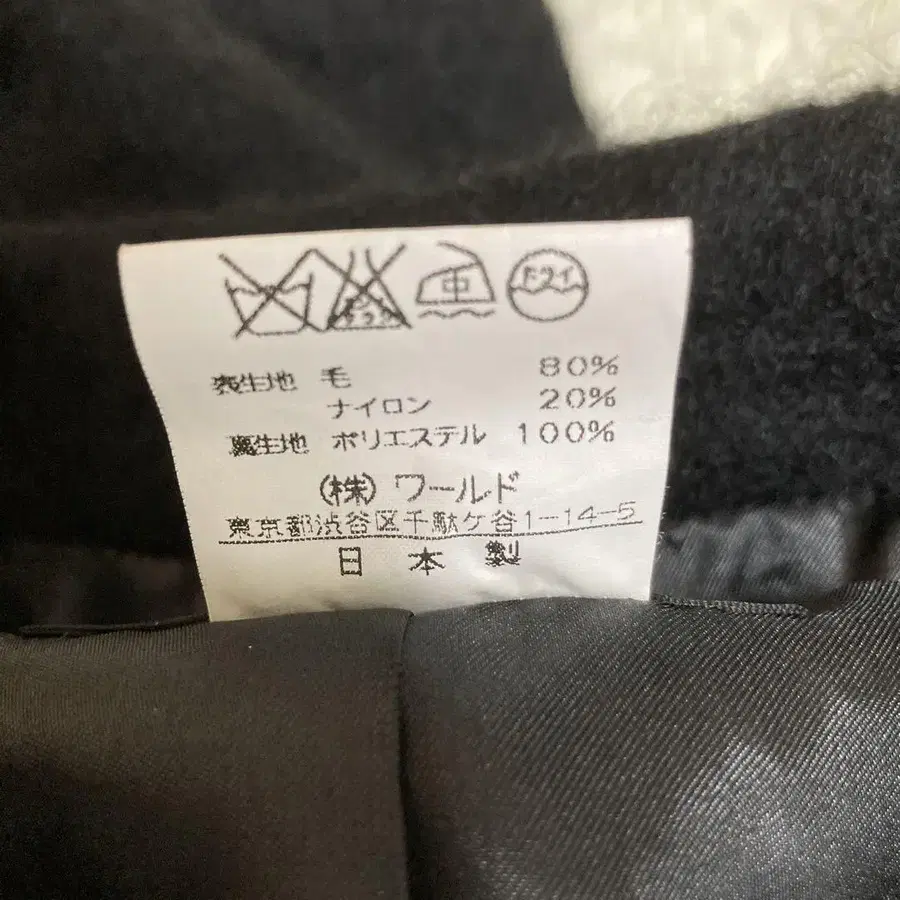 中 ドライ
表生地 毛 80%
ナイロン 20%
裏生地 ポリエステル 100%
(株)ワールド
東京都渋谷区千駄ケ谷1-14-5
日本製